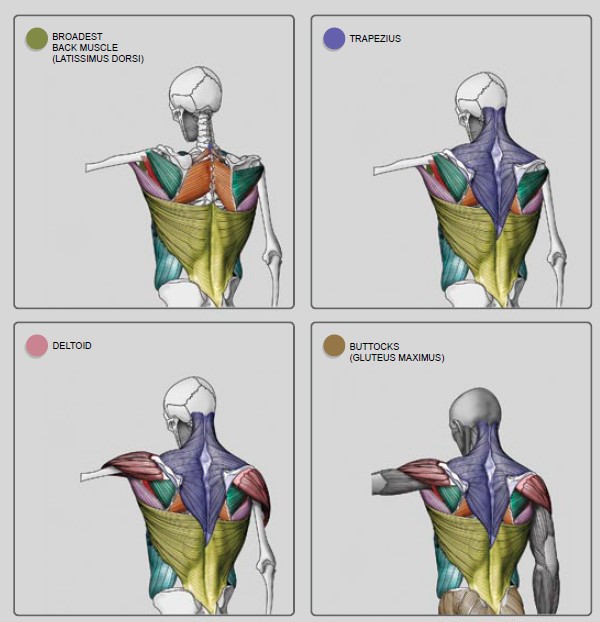 BROADEST
BACK MUSCLE
(LATISSIMUS DORSI)
TRAPEZIUS
DELTOID
BUTTOCKS
(GLUTEUS MAXIMUS)